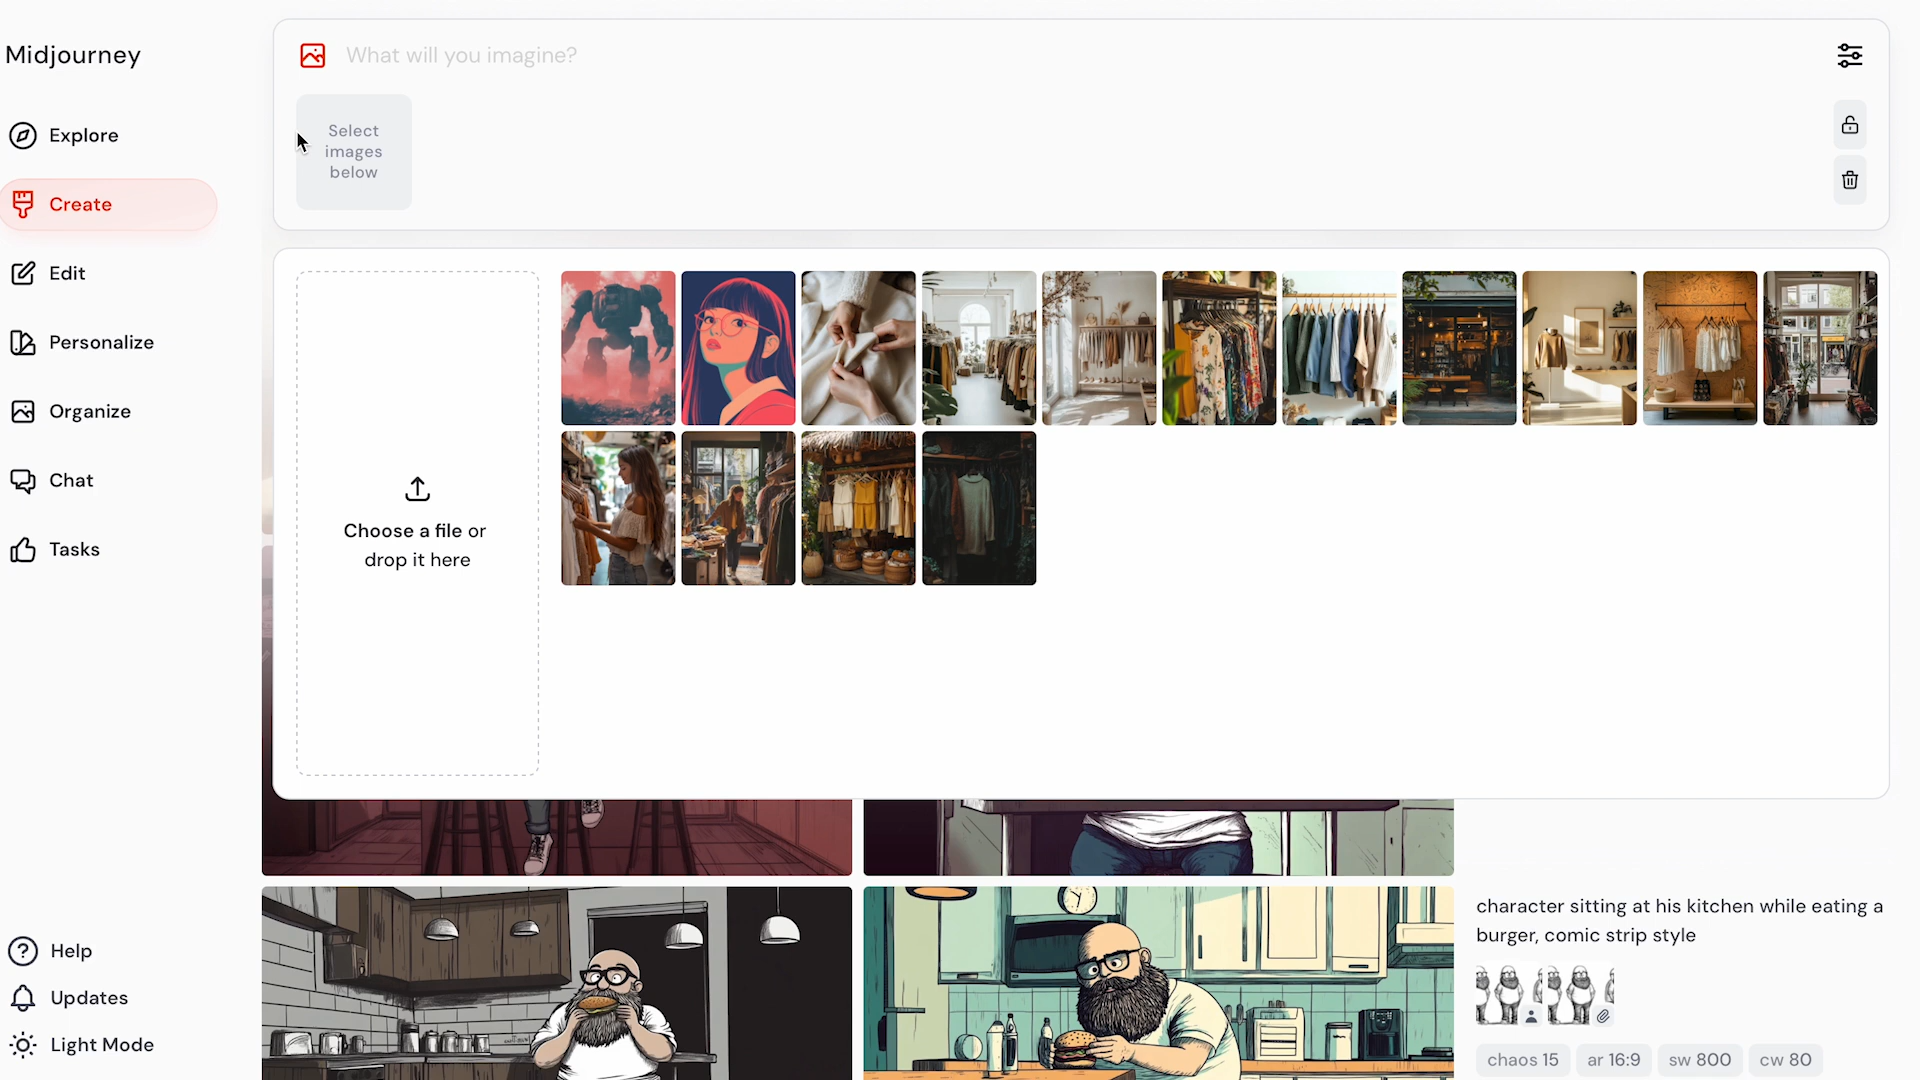 Midjourney
What will you imagine?
Explore
Create
Edit
Personalize
Organize
Chat
Tasks
Help
Updates
Light Mode
Select
images
below
Choose a file or
drop it here
character sitting at his kitchen while eating a
burger, comic strip style
chaos 15
ar 16:9
sw 800
cw 80